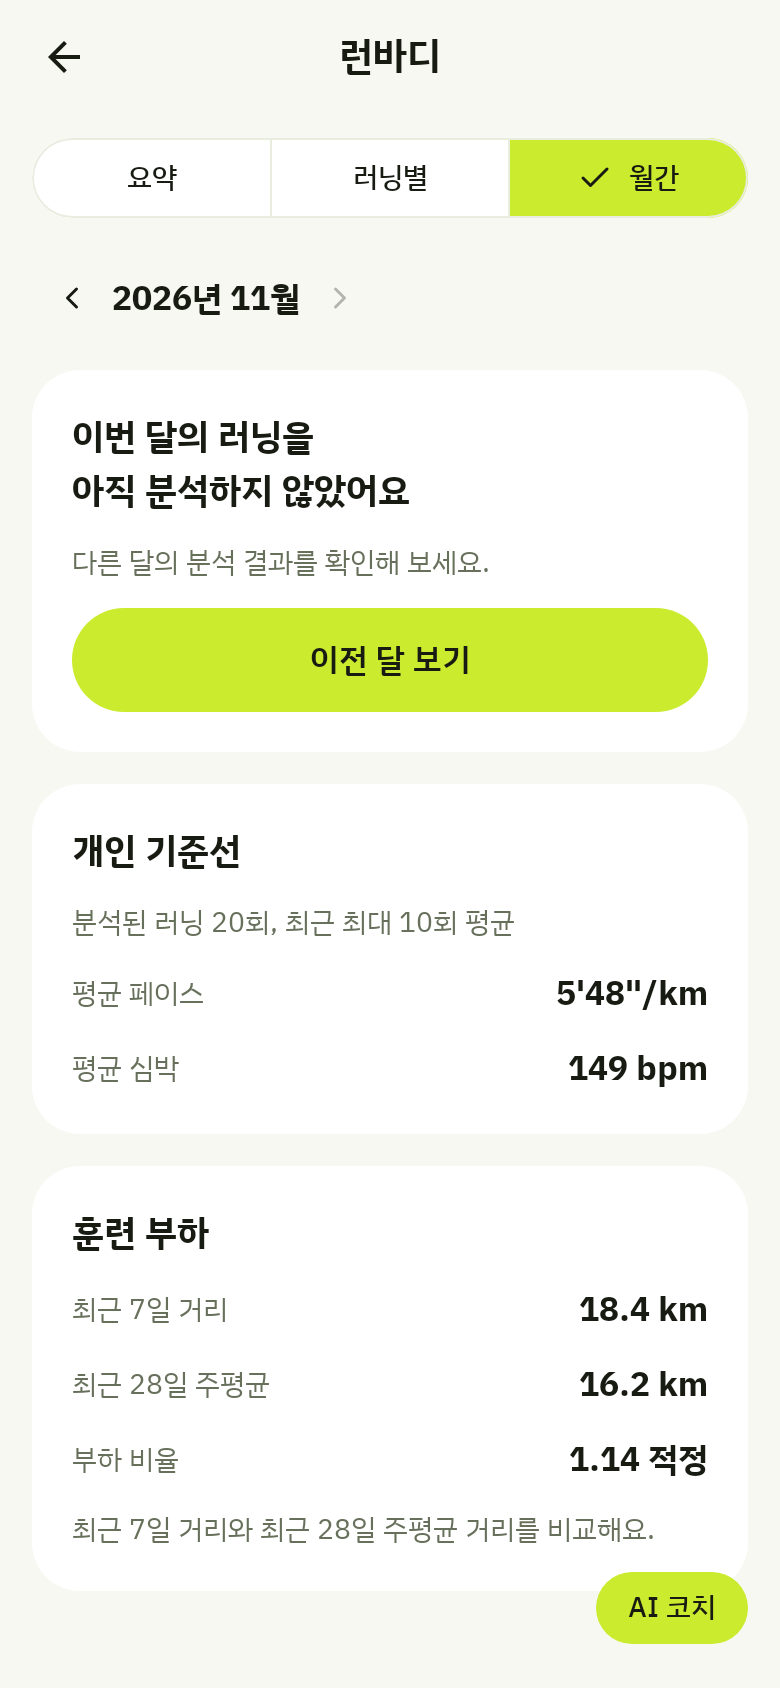 런바디
요약
러닝별
월간
2026년 11월
이번 달의 러닝을
아직 분석하지 않았어요
다른 달의 분석 결과를 확인해 보세요.
이전 달 보기
개인 기준선
분석된 러닝 20회, 최근 최대 10회 평균
평균 페이스 5'48"/km
평균 심박 149 bpm
훈련 부하
최근 7일 거리 18.4 km
최근 28일 주평균 16.2 km
부하 비율 1.14 적정
최근 7일 거리와 최근 28일 주평균 거리를 비교해요.
AI 코치